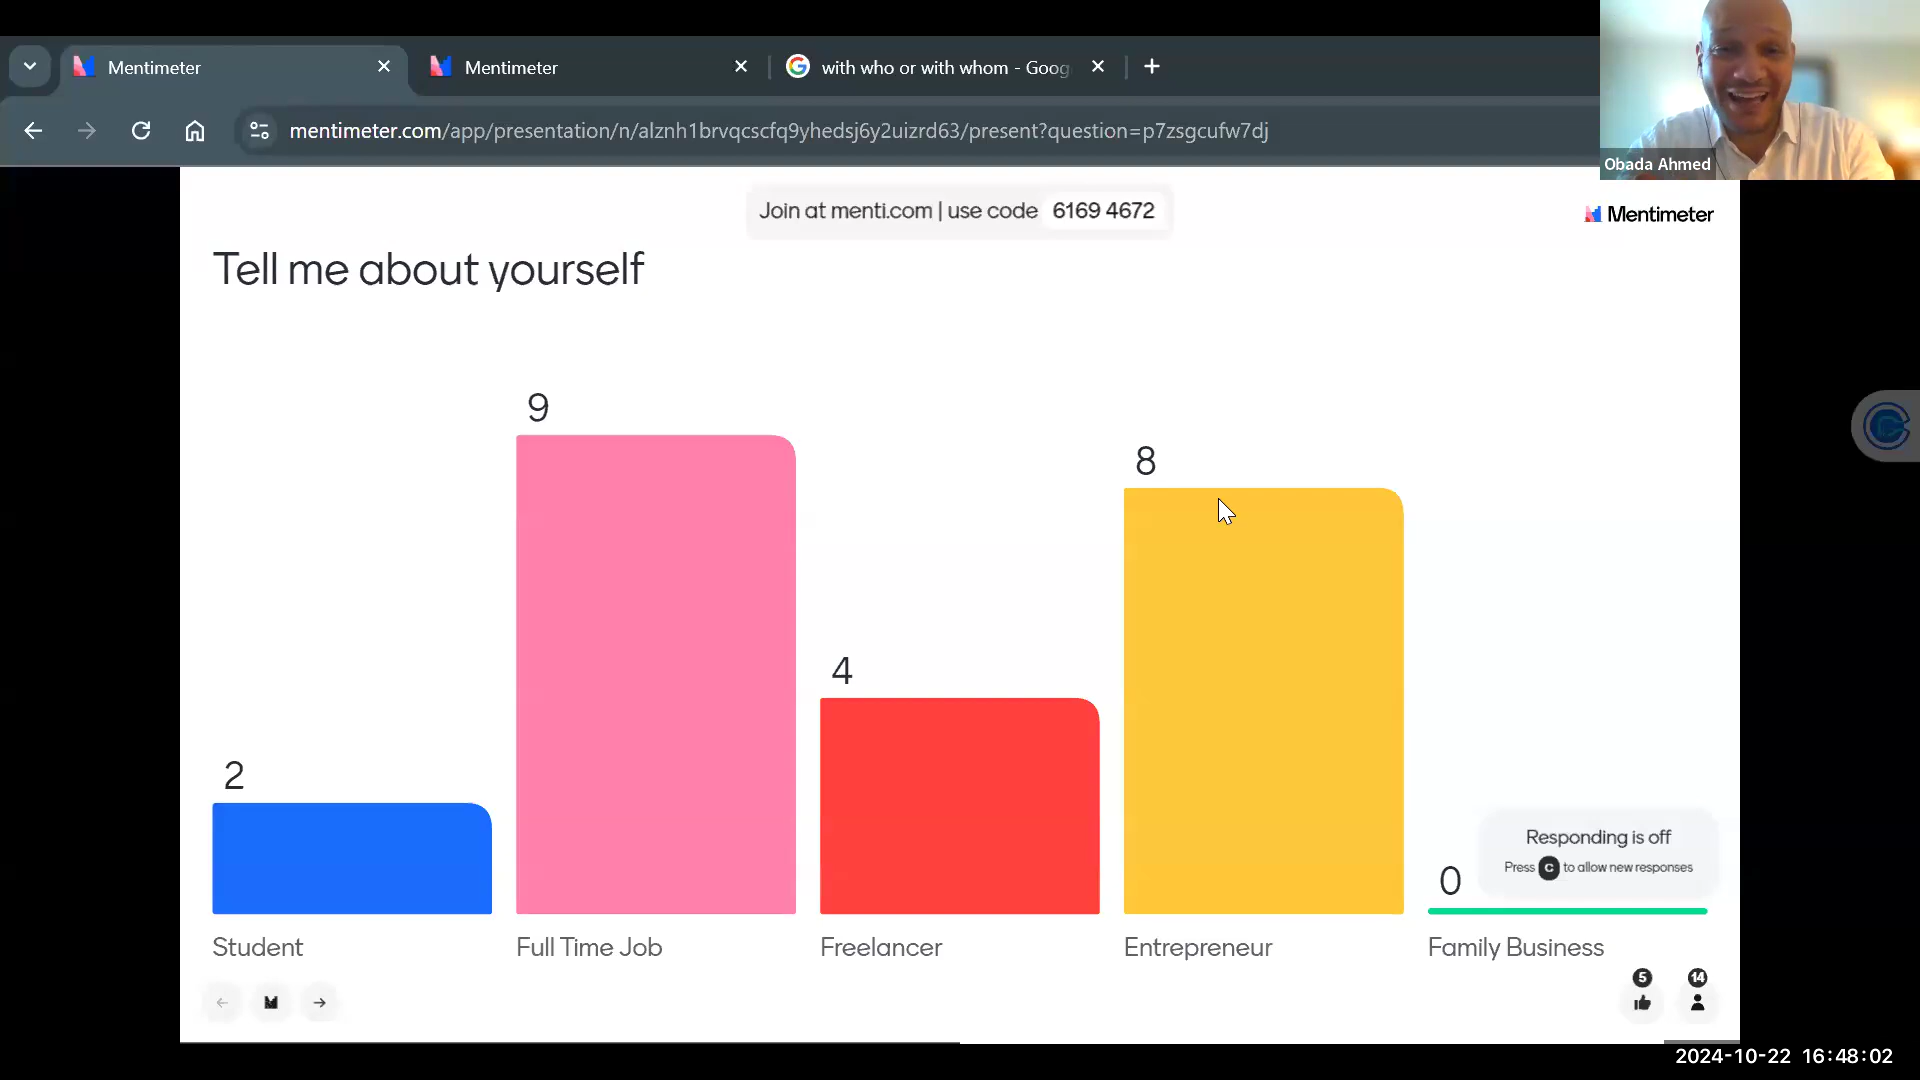 Mentimeter
Mentimeter
with who or with whom - Goog
mentimeter.com/app/presentation/n/alznh1brvqcscfq9yhedsj6y2uizrd63/present?question=p7zsgcufw7dj
Obada Ahmed
Join at menti.com | use code 6169 4672
Mentimeter
Tell me about yourself
9
8
4
2
0
Responding is off
Press C to allow new responses
Student
Full Time Job
Freelancer
Entrepreneur
Family Business
5
14
2024-10-22 16:48:02